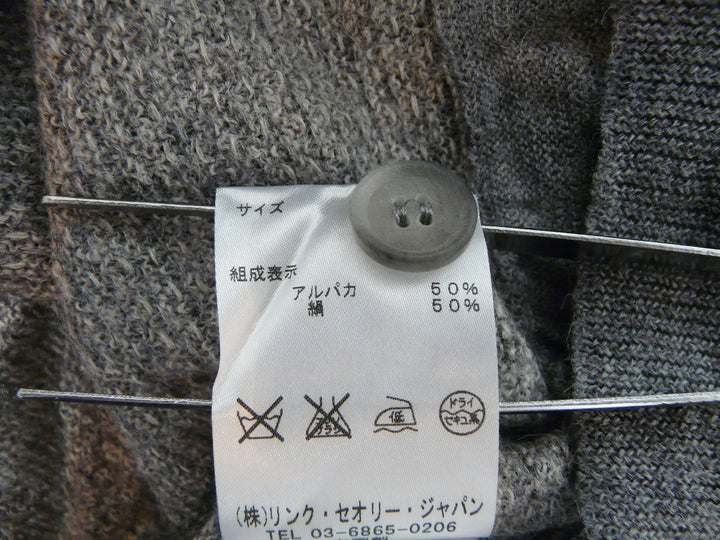 サイズ
組成表示
アルパカ 50%
絹 50%
低
ドライ
セキユ系
(株)リンク・セオリー・ジャパン
TEL 03-6865-0206